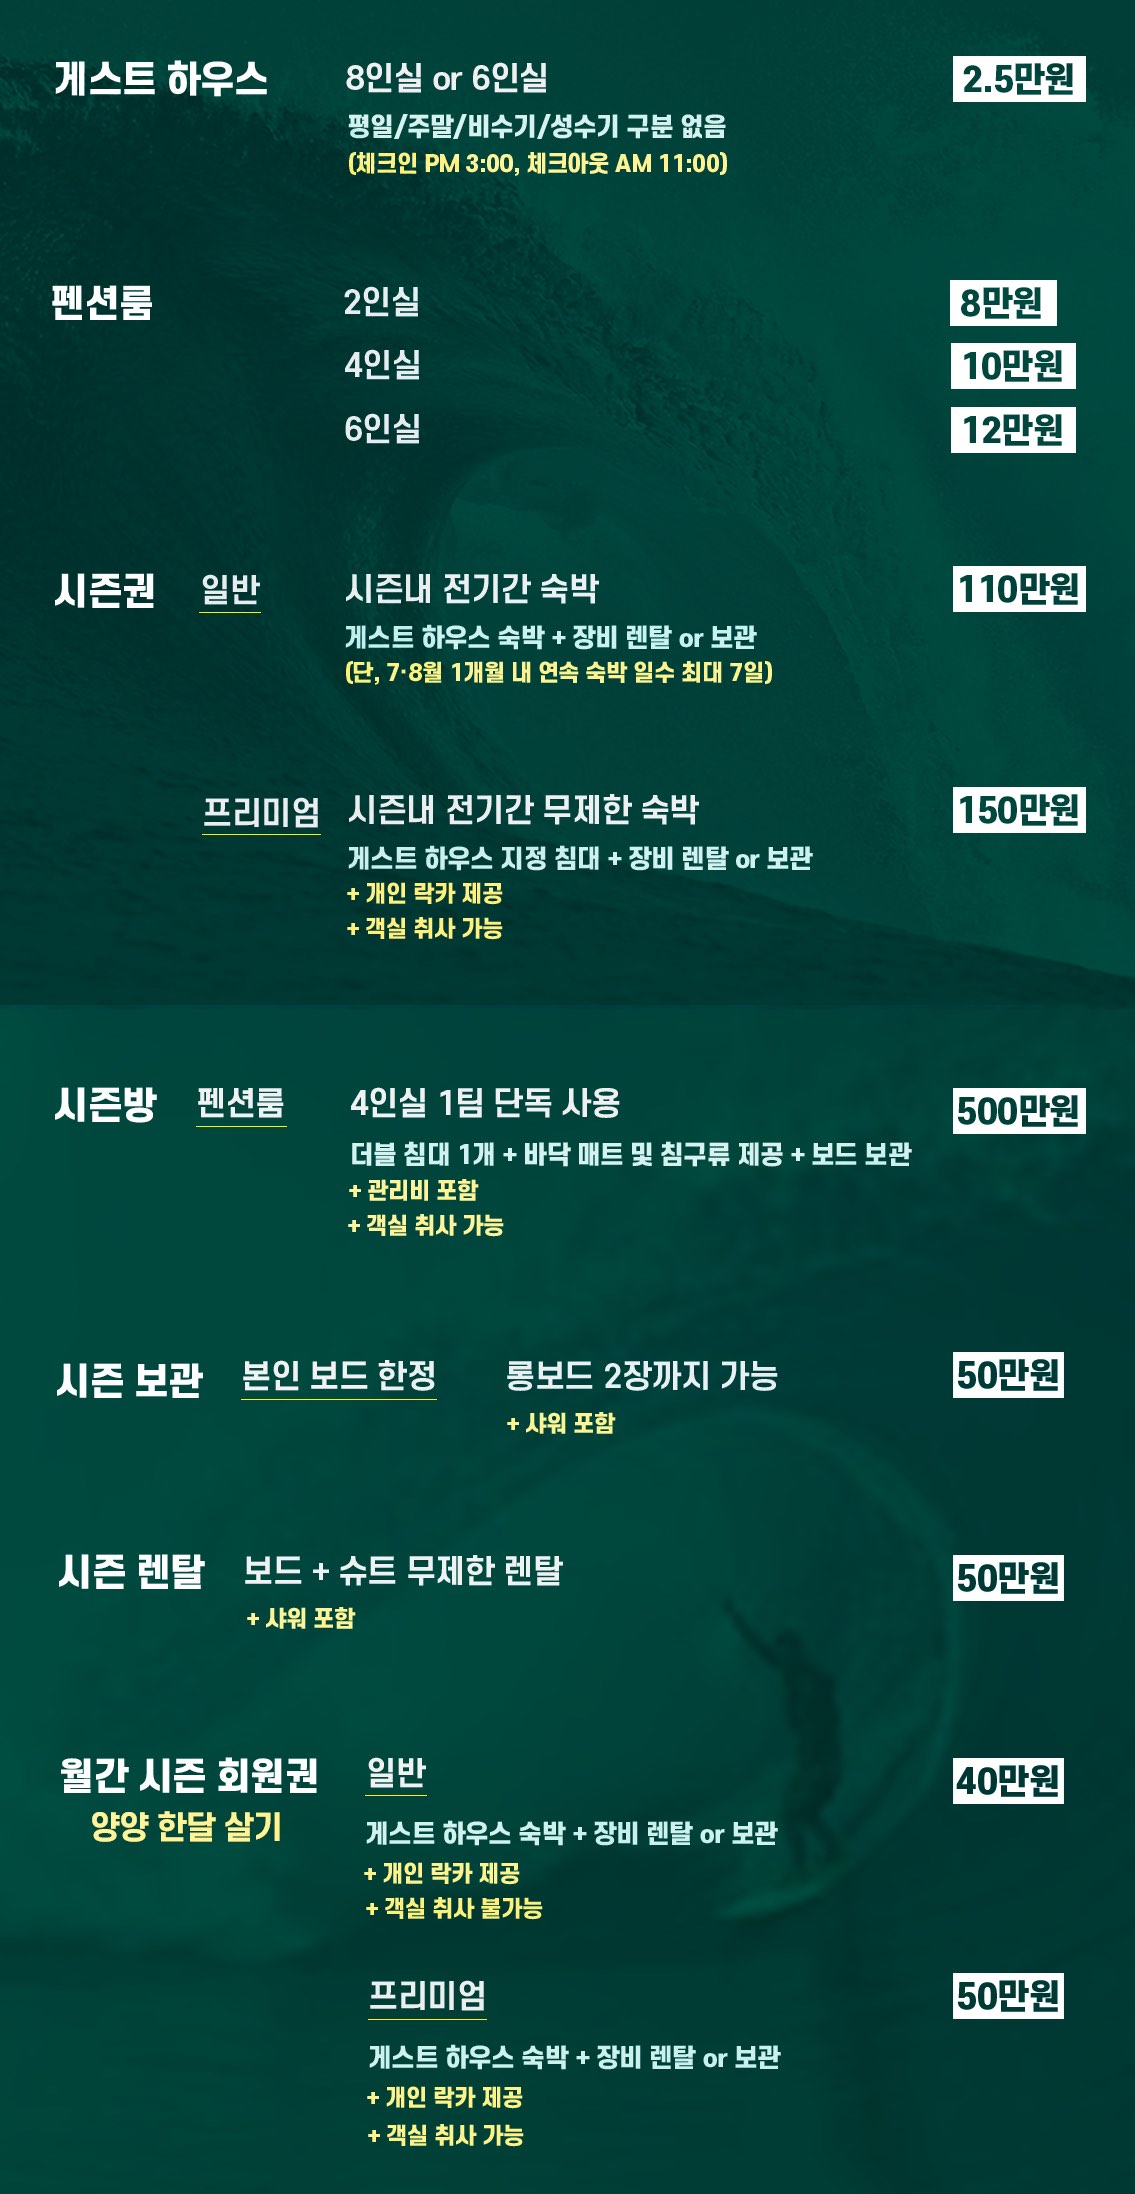 게스트 하우스 8인실 or 6인실 2.5만원
평일/주말/비수기/성수기 구분 없음
(체크인 PM 3:00, 체크아웃 AM 11:00)
펜션룸 2인실 8만원
4인실 10만원
6인실 12만원
시즌권 일반 시즌내 전기간 숙박 110만원
게스트 하우스 숙박 + 장비 렌탈 or 보관
(단, 7·8월 1개월 내 연속 숙박 일수 최대 7일)
프리미엄 시즌내 전기간 무제한 숙박 150만원
게스트 하우스 지정 침대 + 장비 렌탈 or 보관
+ 개인 락카 제공
+ 객실 취사 가능
시즌방 펜션룸 4인실 1팀 단독 사용 500만원
더블 침대 1개 + 바닥 매트 및 침구류 제공 + 보드 보관
+ 관리비 포함
+ 객실 취사 가능
시즌 보관 본인 보드 한정 롱보드 2장까지 가능 50만원
+ 샤워 포함
시즌 렌탈 보드 + 슈트 무제한 렌탈 50만원
+ 샤워 포함
월간 시즌 회원권 일반 40만원
양양 한달 살기
게스트 하우스 숙박 + 장비 렌탈 or 보관
+ 개인 락카 제공
+ 객실 취사 불가능
프리미엄 50만원
게스트 하우스 숙박 + 장비 렌탈 or 보관
+ 개인 락카 제공
+ 객실 취사 가능